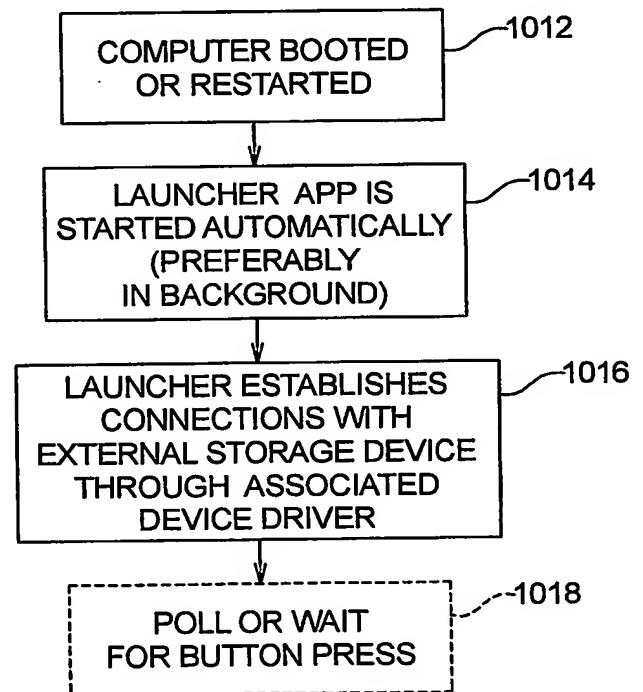 COMPUTER BOOTED
OR RESTARTED
1012
LAUNCHER APP IS
STARTED AUTOMATICALLY
(PREFERABLY
IN BACKGROUND)
1014
LAUNCHER ESTABLISHES
CONNECTIONS WITH
EXTERNAL STORAGE DEVICE
THROUGH ASSOCIATED
DEVICE DRIVER
1016
POLL OR WAIT
FOR BUTTON PRESS
1018